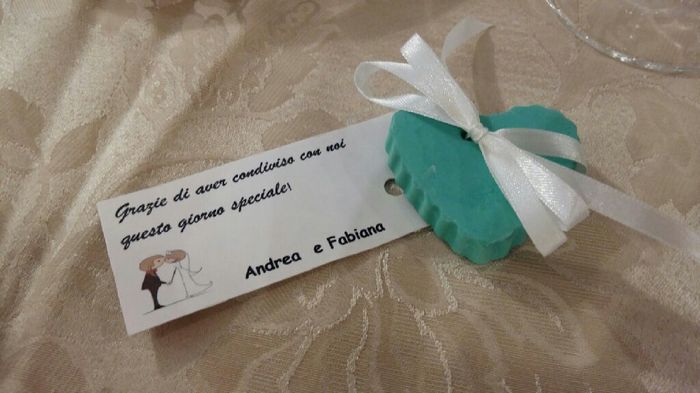 Grazie di aver condiviso con noi
questo giorno speciale!
Andrea e Fabiana